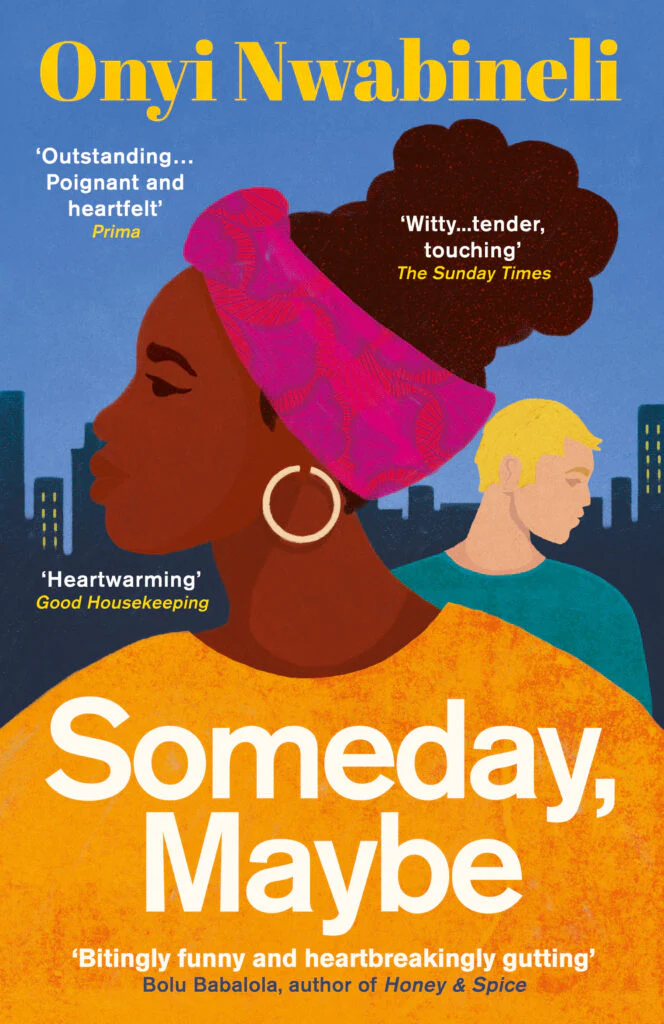 Onyi Nwabineli
‘Outstanding...
Poignant and
heartfelt’
Prima
‘Witty...tender,
touching’
The Sunday Times
‘Heartwarming’
Good Housekeeping
Someday,
Maybe
‘Bitingly funny and heartbreakingly gutting’
Bolu Babalola, author of Honey & Spice